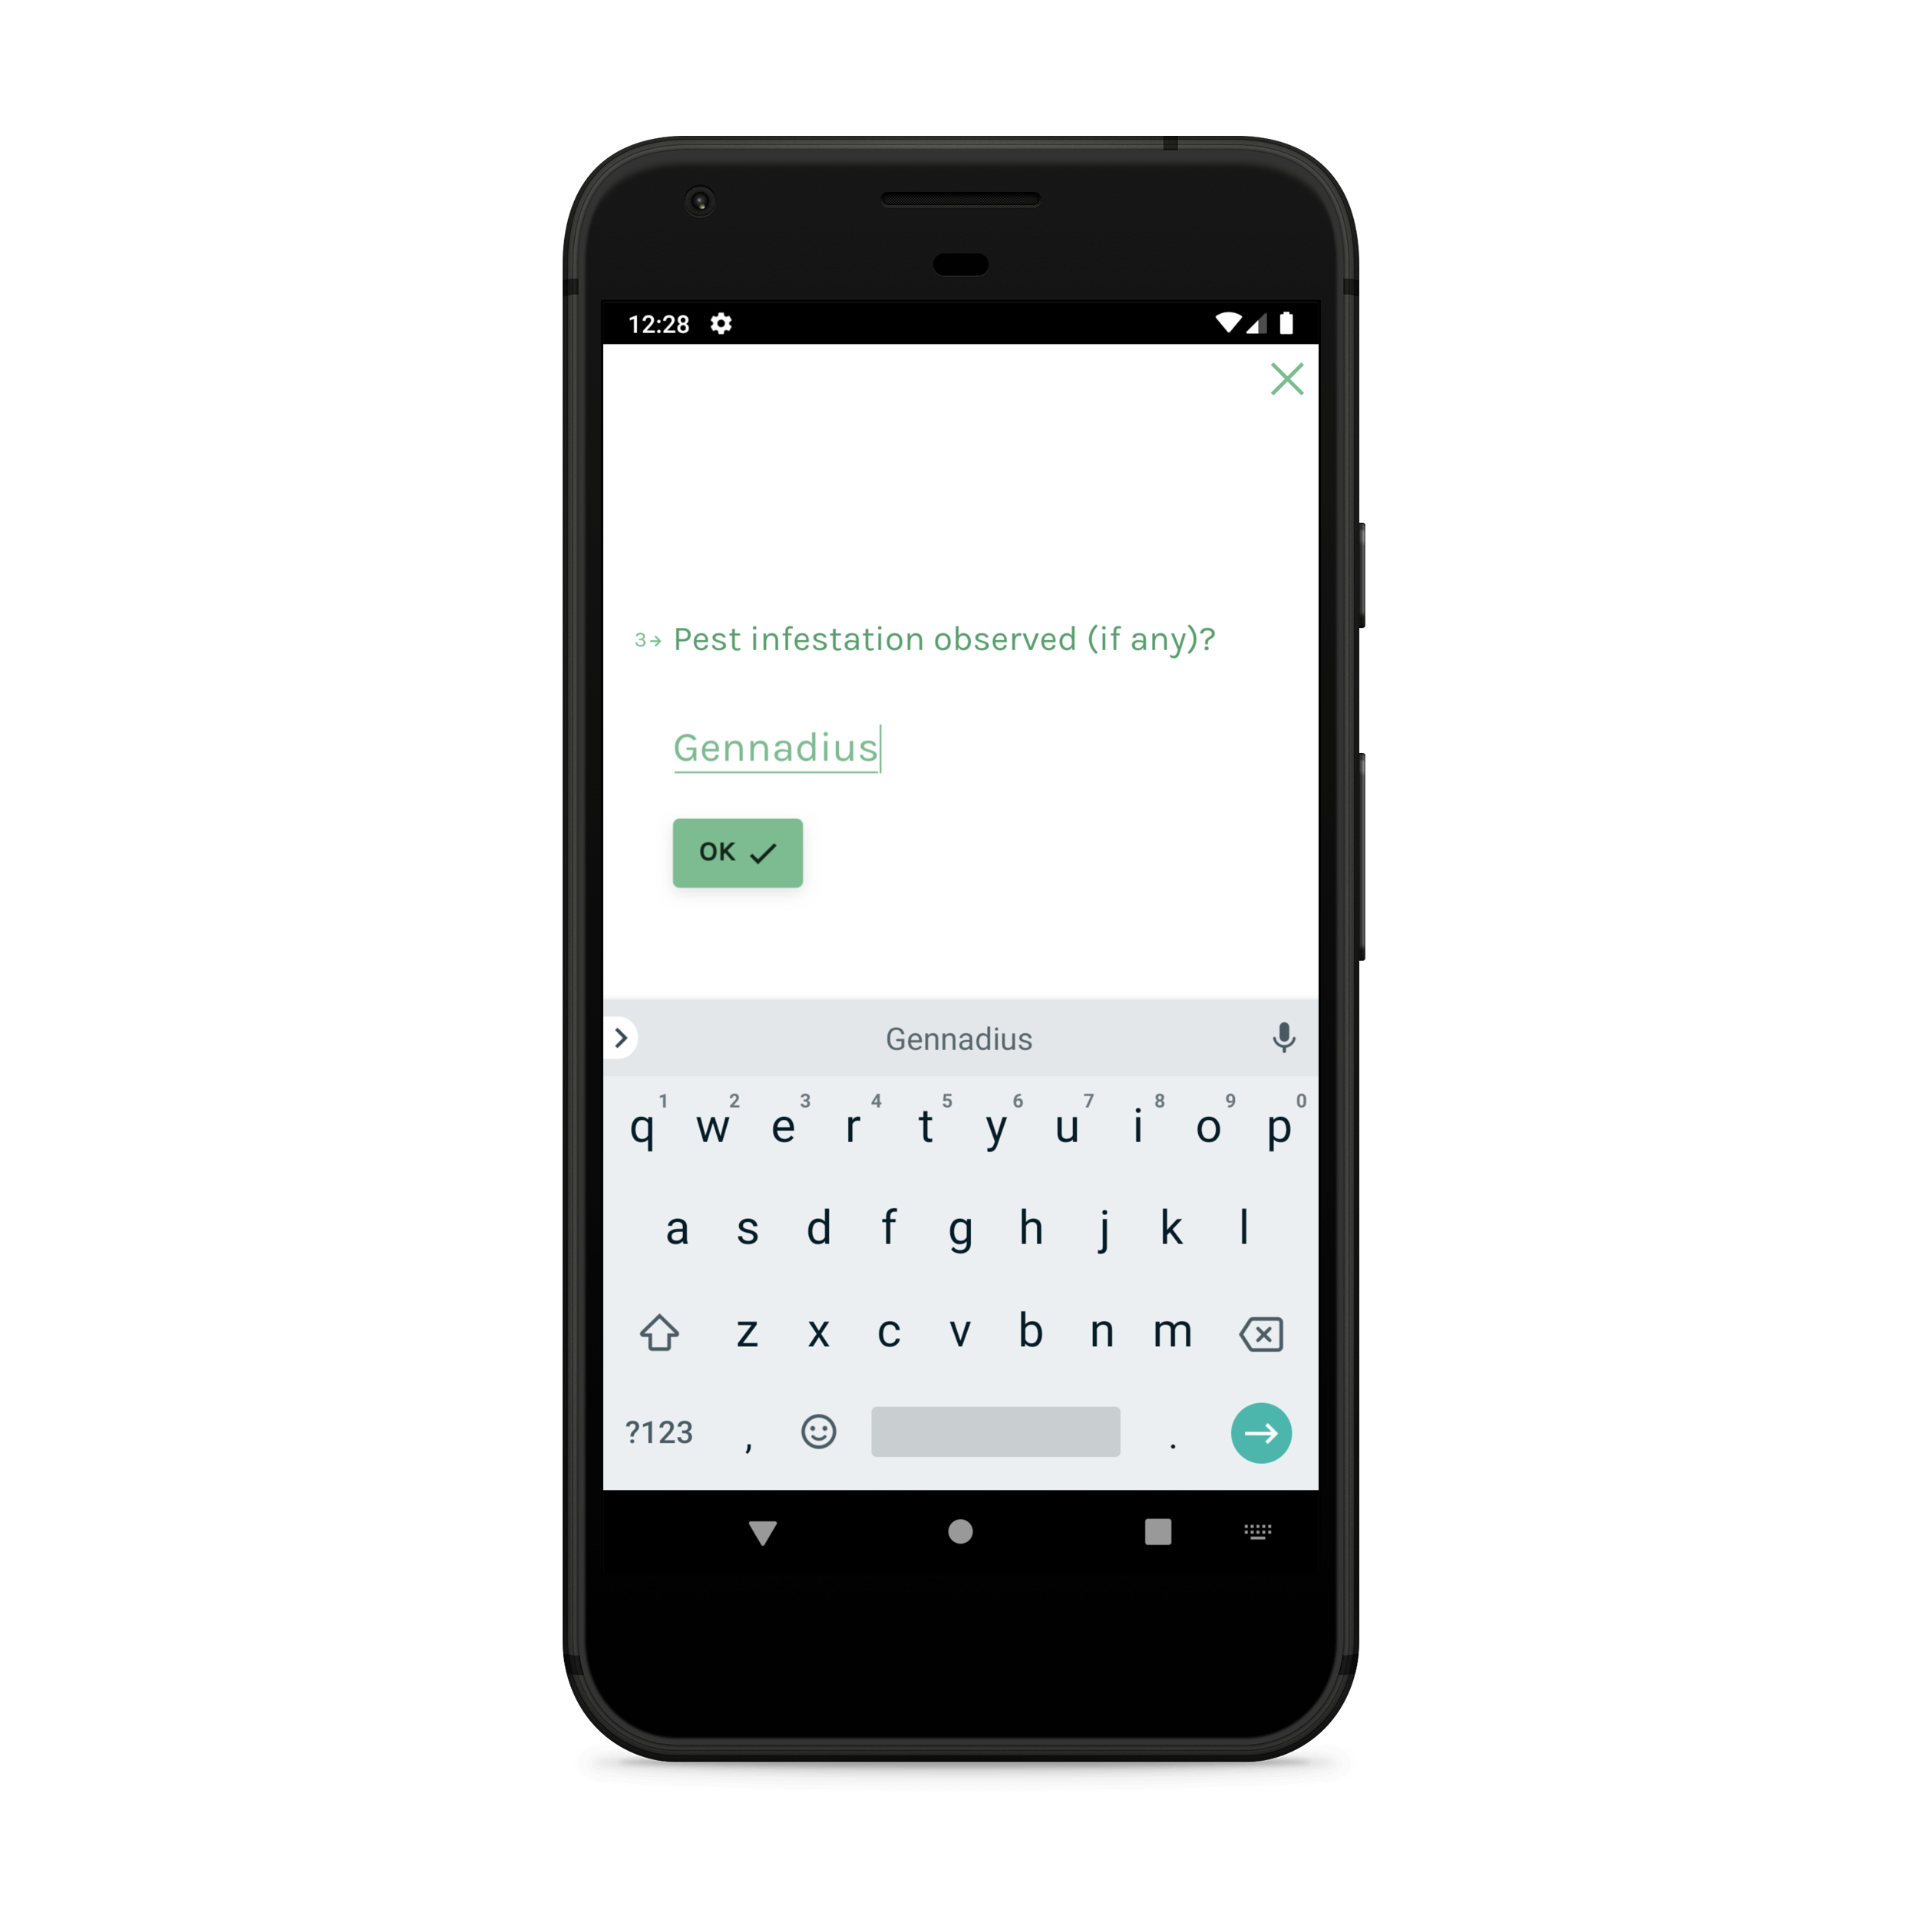 12:28
3→ Pest infestation observed (if any)?
Gennadius
OK
Gennadius
1 2 3 4 5 6 7 8 9 0
q w e r t y u i o p
a s d f g h j k l
z x c v b n m
?123 , .